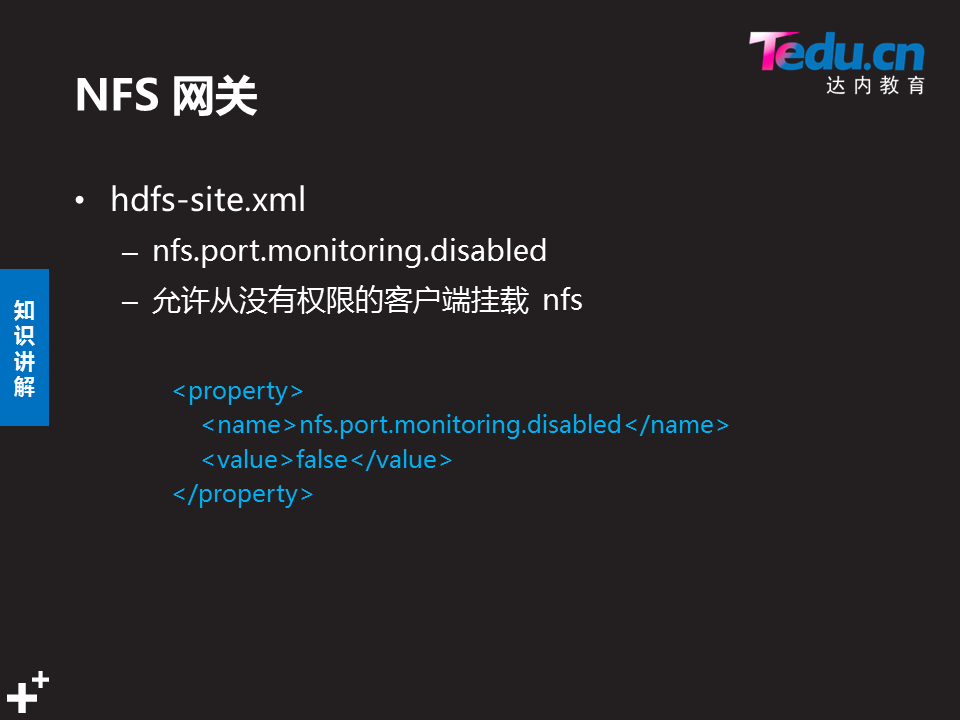 Tedu.cn
达内教育
NFS 网关
• hdfs-site.xml
– nfs.port.monitoring.disabled
– 允许从没有权限的客户端挂载 nfs
知识讲解
<property>
<name>nfs.port.monitoring.disabled</name>
<value>false</value>
</property>